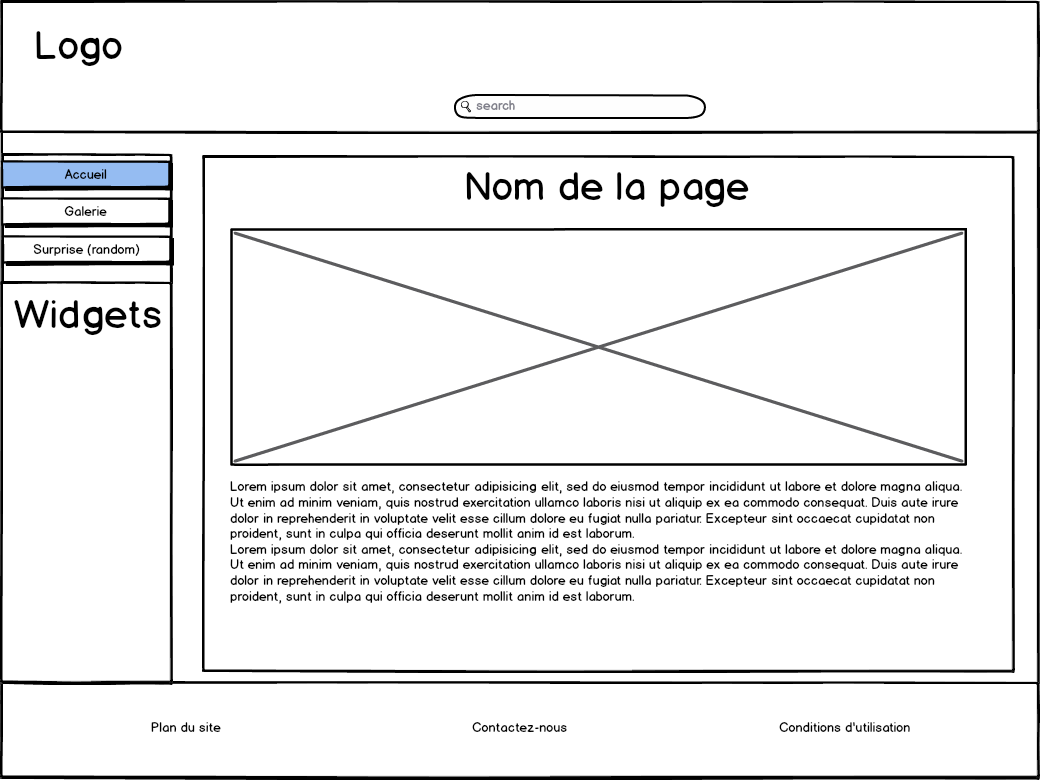 Logo
search
Accueil
Galerie
Surprise (random)
Widgets
Nom de la page
Lorem ipsum dolor sit amet, consectetur adipisicing elit, sed do eiusmod tempor incididunt ut labore et dolore magna aliqua.
Ut enim ad minim veniam, quis nostrud exercitation ullamco laboris nisi ut aliquip ex ea commodo consequat. Duis aute irure
dolor in reprehenderit in voluptate velit esse cillum dolore eu fugiat nulla pariatur. Excepteur sint occaecat cupidatat non
proident, sunt in culpa qui officia deserunt mollit anim id est laborum.
Lorem ipsum dolor sit amet, consectetur adipisicing elit, sed do eiusmod tempor incididunt ut labore et dolore magna aliqua.
Ut enim ad minim veniam, quis nostrud exercitation ullamco laboris nisi ut aliquip ex ea commodo consequat. Duis aute irure
dolor in reprehenderit in voluptate velit esse cillum dolore eu fugiat nulla pariatur. Excepteur sint occaecat cupidatat non
proident, sunt in culpa qui officia deserunt mollit anim id est laborum.
Plan du site
Contactez-nous
Conditions d'utilisation